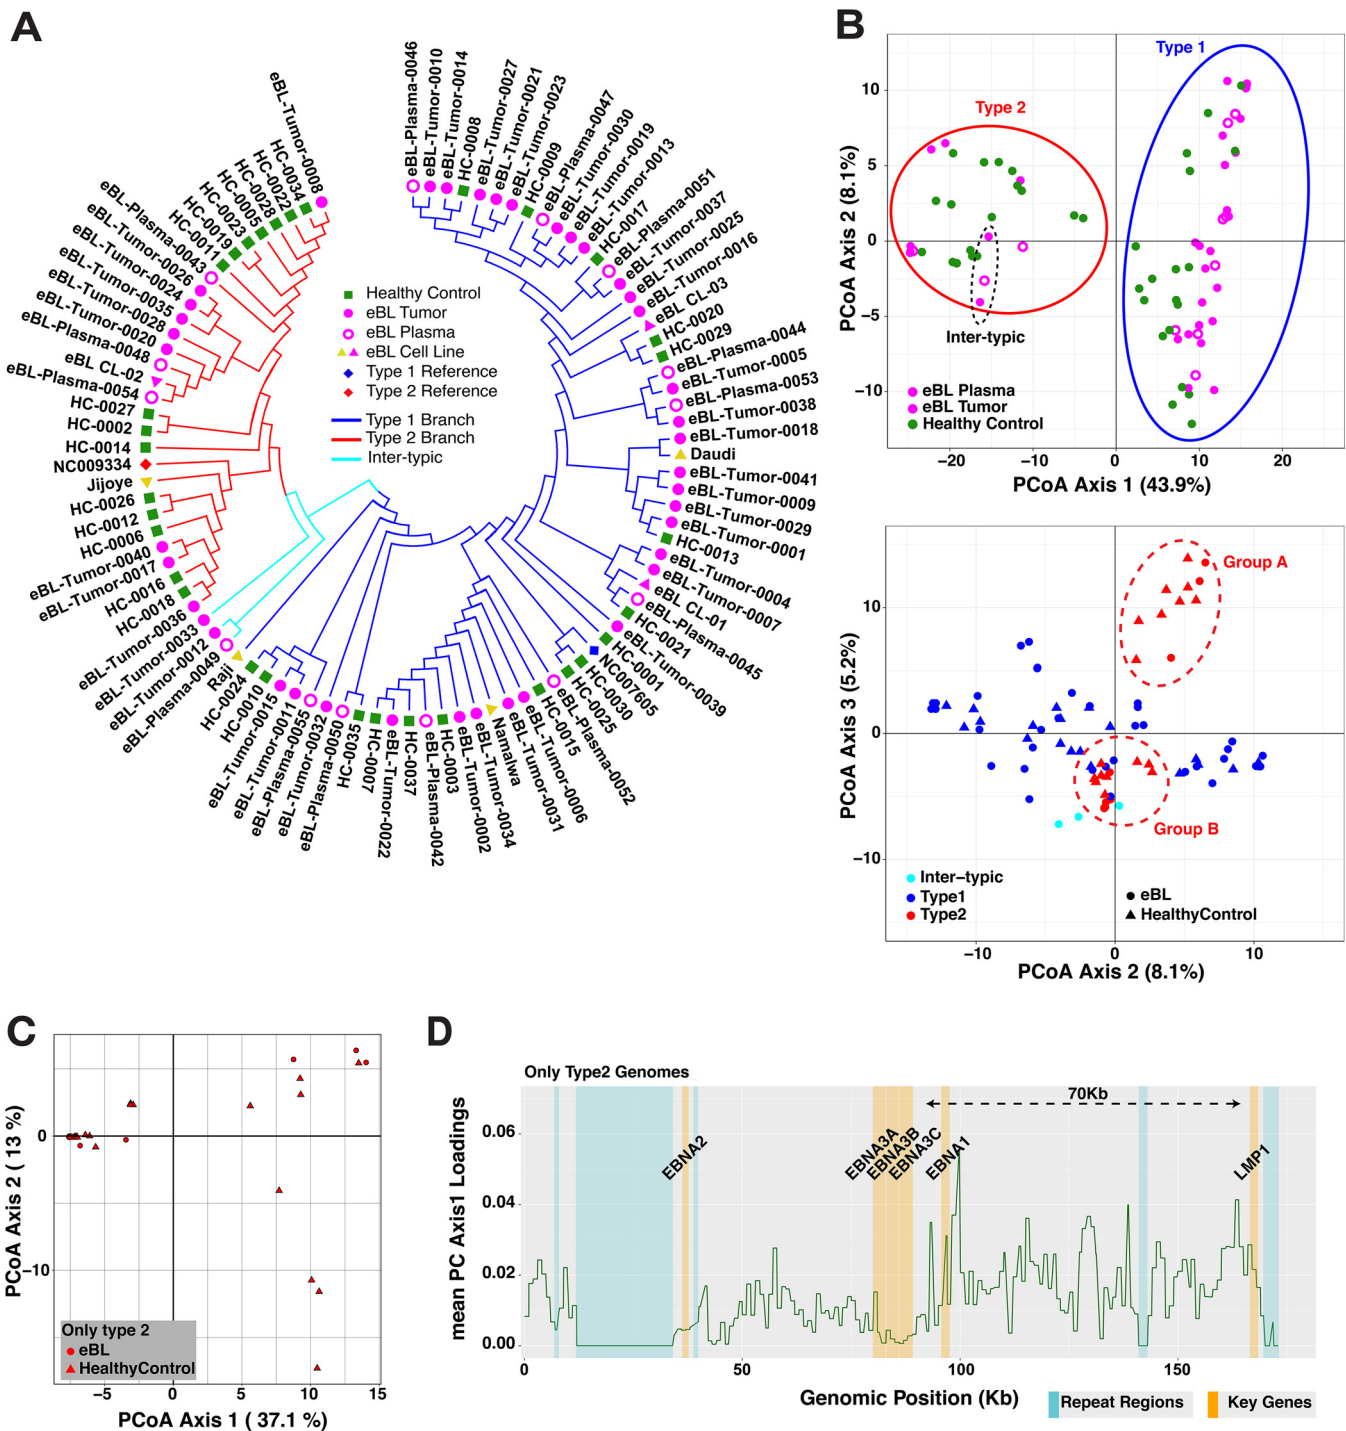 A
eBL-Plasma-0046
eBL-Tumor-0010
eBL-Tumor-0014
HC-0008
eBL-Tumor-0027
eBL-Tumor-0021
eBL-Tumor-0023
HC-0009
eBL-Plasma-0047
eBL-Tumor-0030
eBL-Tumor-0019
eBL-Tumor-0013
HC-0017
eBL-Plasma-0051
eBL-Tumor-0037
eBL-Tumor-0025
eBL-Tumor-0016
eBL CL-03
HC-0020
HC-0029
eBL-Plasma-0044
eBL-Tumor-0005
eBL-Plasma-0053
eBL-Tumor-0038
eBL-Tumor-0018
Daudi
eBL-Tumor-0041
eBL-Tumor-0009
eBL-Tumor-0029
eBL-Tumor-0001
HC-0013
eBL-Tumor-0004
eBL-Tumor-0007
eBL CL-01
eBL-Plasma-0045
HC-0021
eBL-Tumor-0039
HC-0001
NC007605
HC-0030
HC-0025
eBL-Plasma-0052
HC-0015
eBL-Tumor-0006
eBL-Tumor-0031
Namalwa
eBL-Tumor-0034
eBL-Tumor-0002
HC-0003
eBL-Plasma-0042
HC-0037
eBL-Tumor-0022
HC-0007
HC-0035
eBL-Plasma-0050
eBL-Tumor-0032
eBL-Plasma-0055
eBL-Tumor-0011
eBL-Tumor-0015
HC-0010
HC-0024
Raji
eBL-Plasma-0049
eBL-Tumor-0012
eBL-Tumor-0033
eBL-Tumor-0036
HC-0018
HC-0016
eBL-Tumor-0017
eBL-Tumor-0040
HC-0006
HC-0012
HC-0026
Jijoye
NC009334
HC-0014
HC-0002
HC-0027
eBL-Plasma-0054
eBL CL-02
eBL-Plasma-0048
eBL-Tumor-0020
eBL-Tumor-0028
eBL-Tumor-0035
eBL-Tumor-0024
eBL-Tumor-0026
eBL-Plasma-0043
HC-0011
HC-0019
HC-0023
HC-0005
HC-0028
HC-0022
HC-0034
eBL-Tumor-0008
Healthy Control
eBL Tumor
eBL Plasma
eBL Cell Line
Type 1 Reference
Type 2 Reference
Type 1 Branch
Type 2 Branch
Inter-typic
B
Type 1
Type 2
Inter-typic
PCoA Axis 2 (8.1%)
10
5
0
−5
−10
eBL Plasma
eBL Tumor
Healthy Control
−20 −10 0 10 20
PCoA Axis 1 (43.9%)
Group A
Group B
PCoA Axis 3 (5.2%)
10
0
−10
Inter−typic
Type1
Type2
eBL
HealthyControl
−10 0 10
PCoA Axis 2 (8.1%)
C
PCoA Axis 2 ( 13 %)
0
−10
Only type 2
eBL
HealthyControl
−5 0 5 10 15
PCoA Axis 1 ( 37.1 %)
D
Only Type2 Genomes
70Kb
EBNA2
EBNA3A
EBNA3B
EBNA3C
EBNA1
LMP1
mean PC Axis1 Loadings
0.06
0.04
0.02
0.00
0 50 100 150
Genomic Position (Kb)
Repeat Regions
Key Genes